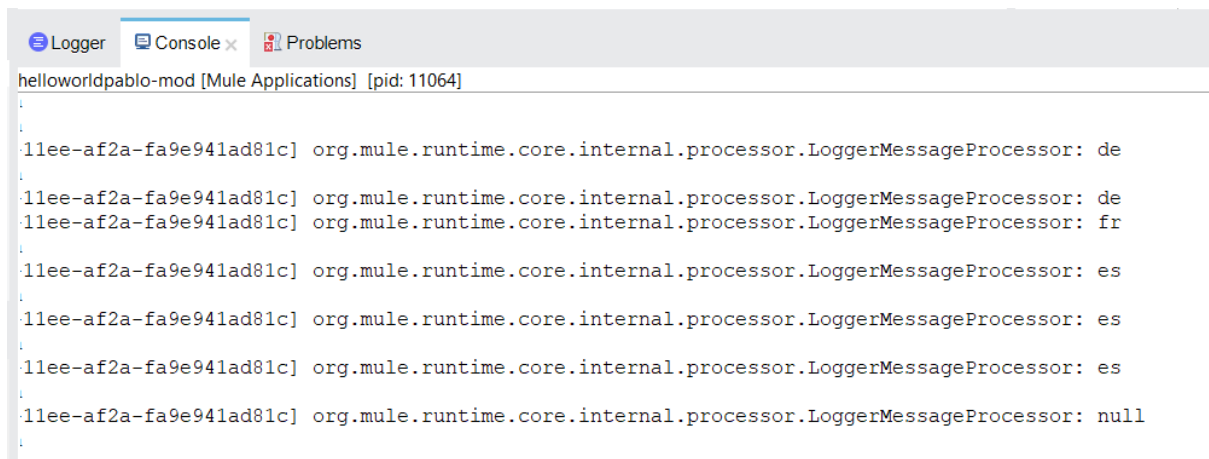 Logger Console Problems
helloworldpablo-mod [Mule Applications] [pid: 11064]
11ee-af2a-fa9e941ad81c] org.mule.runtime.core.internal.processor.LoggerMessageProcessor: de
11ee-af2a-fa9e941ad81c] org.mule.runtime.core.internal.processor.LoggerMessageProcessor: de
11ee-af2a-fa9e941ad81c] org.mule.runtime.core.internal.processor.LoggerMessageProcessor: fr
11ee-af2a-fa9e941ad81c] org.mule.runtime.core.internal.processor.LoggerMessageProcessor: es
11ee-af2a-fa9e941ad81c] org.mule.runtime.core.internal.processor.LoggerMessageProcessor: es
11ee-af2a-fa9e941ad81c] org.mule.runtime.core.internal.processor.LoggerMessageProcessor: es
11ee-af2a-fa9e941ad81c] org.mule.runtime.core.internal.processor.LoggerMessageProcessor: null